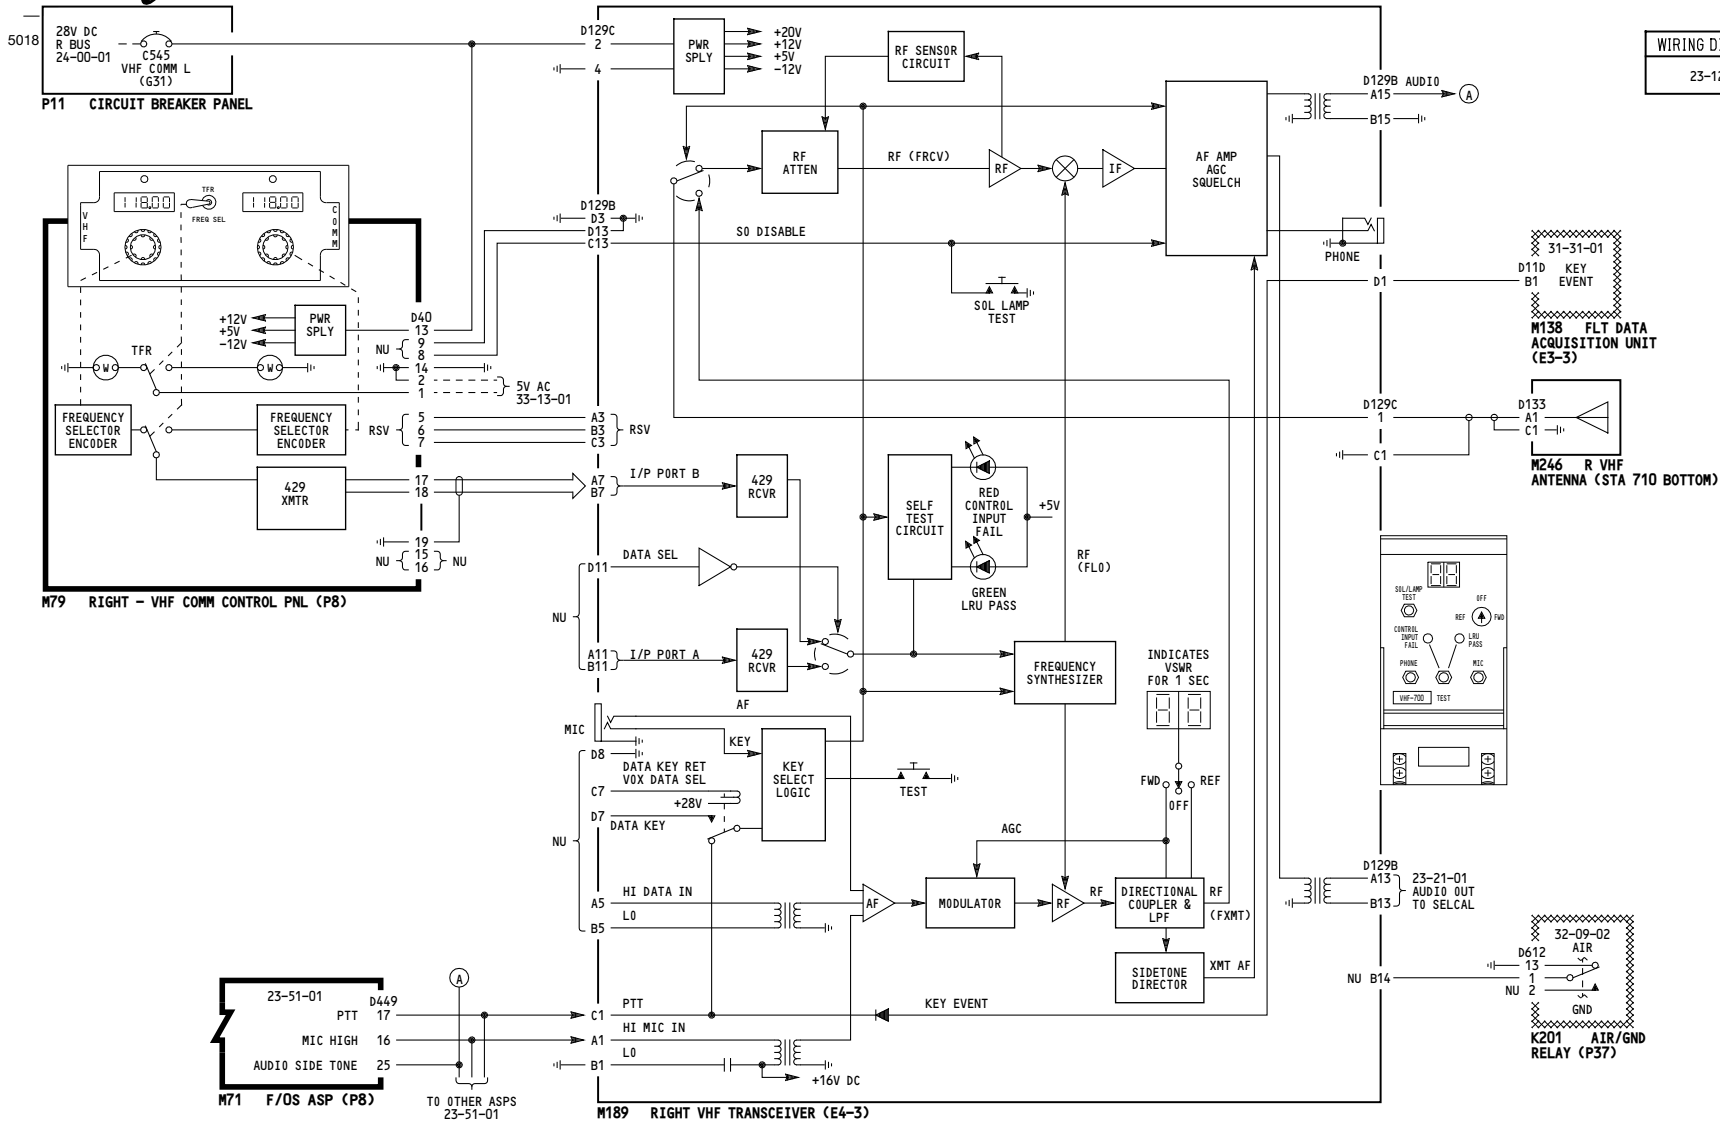 5018
28V DC
R BUS
24-00-01
C545
VHF COMM L
(G31)
P11 CIRCUIT BREAKER PANEL
D129C
2
4
PWR
SPLY
+20V
+12V
+5V
-12V
RF SENSOR
CIRCUIT
WIRING D
23-12
D129B AUDIO
A15
A
B15
RF
ATTEN
RF (FRCV)
RF
IF
AF AMP
AGC
SQUELCH
TFR
118.00
118.00
FREQ SEL
VHF
COMM
D129B
D3
D13
C13
SO DISABLE
PHONE
SOL LAMP
TEST
D1
31-31-01
D11D
B1
KEY
EVENT
M138 FLT DATA
ACQUISITION UNIT
(E3-3)
+12V
+5V
-12V
PWR
SPLY
D40
13
NU
9
8
TFR
W
W
14
2
1
5V AC
33-13-01
FREQUENCY
SELECTOR
ENCODER
FREQUENCY
SELECTOR
ENCODER
RSV
5
6
7
A3
B3
C3
RSV
D129C
1
C1
D133
A1
C1
M246 R VHF
ANTENNA (STA 710 BOTTOM)
429
XMTR
17
18
19
NU
15
16
NU
A7
B7
I/P PORT B
429
RCVR
SELF
TEST
CIRCUIT
RED
CONTROL
INPUT
FAIL
+5V
GREEN
LRU PASS
RF
(FLO)
M79 RIGHT - VHF COMM CONTROL PNL (P8)
DATA SEL
D11
NU
A11
B11
I/P PORT A
429
RCVR
FREQUENCY
SYNTHESIZER
INDICATES
VSWR
FOR 1 SEC
SOL/LAMP
TEST
OFF
REF
FWD
CONTROL
INPUT
FAIL
LRU
PASS
PHONE
MIC
VHF-700
TEST
AF
MIC
KEY
D8
DATA KEY RET
VOX DATA SEL
C7
+28V
D7
DATA KEY
NU
KEY
SELECT
LOGIC
TEST
FWD
REF
OFF
AGC
HI DATA IN
A5
LO
B5
AF
MODULATOR
RF
RF
DIRECTIONAL
COUPLER &
LPF
RF
(FXMT)
SIDETONE
DIRECTOR
XMT AF
D129B
A13
B13
23-21-01
AUDIO OUT
TO SELCAL
NU B14
32-09-02
AIR
D612
13
1
NU 2
GND
K201 AIR/GND
RELAY (P37)
A
23-51-01
D449
PTT 17
MIC HIGH 16
AUDIO SIDE TONE 25
M71 F/OS ASP (P8)
TO OTHER ASPS
23-51-01
PTT
C1
KEY EVENT
HI MIC IN
A1
LO
B1
+16V DC
M189 RIGHT VHF TRANSCEIVER (E4-3)